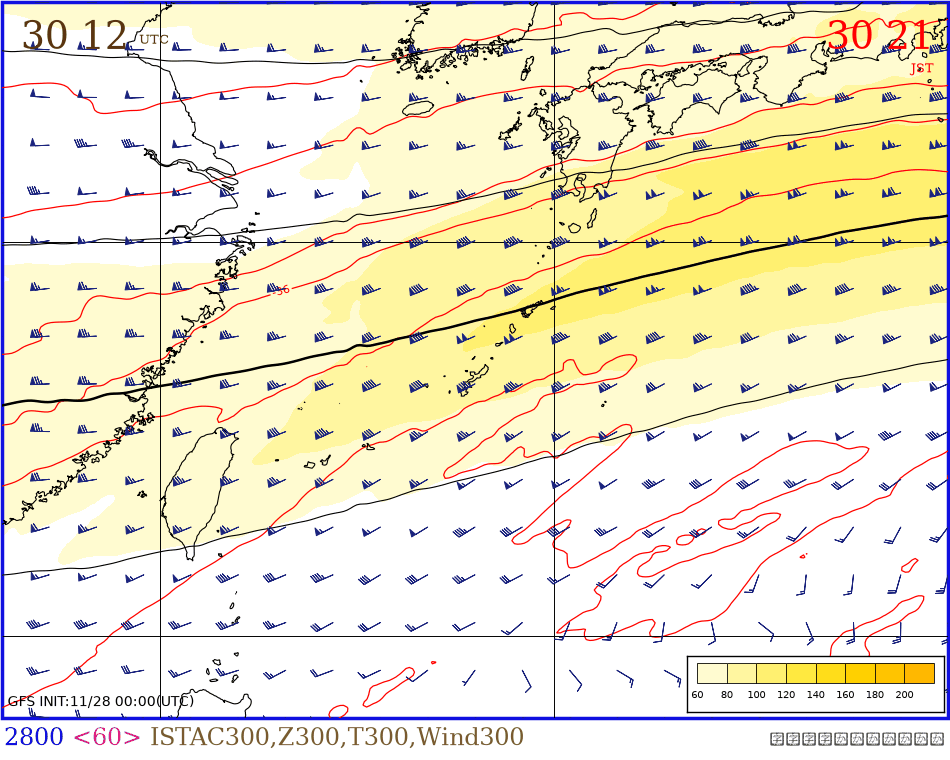 30 12 UTC 30 21
JST
-36
GFS INIT:11/28 00:00(UTC)
60 80 100 120 140 160 180 200
2800 <60> ISTAC300,Z300,T300,Wind300